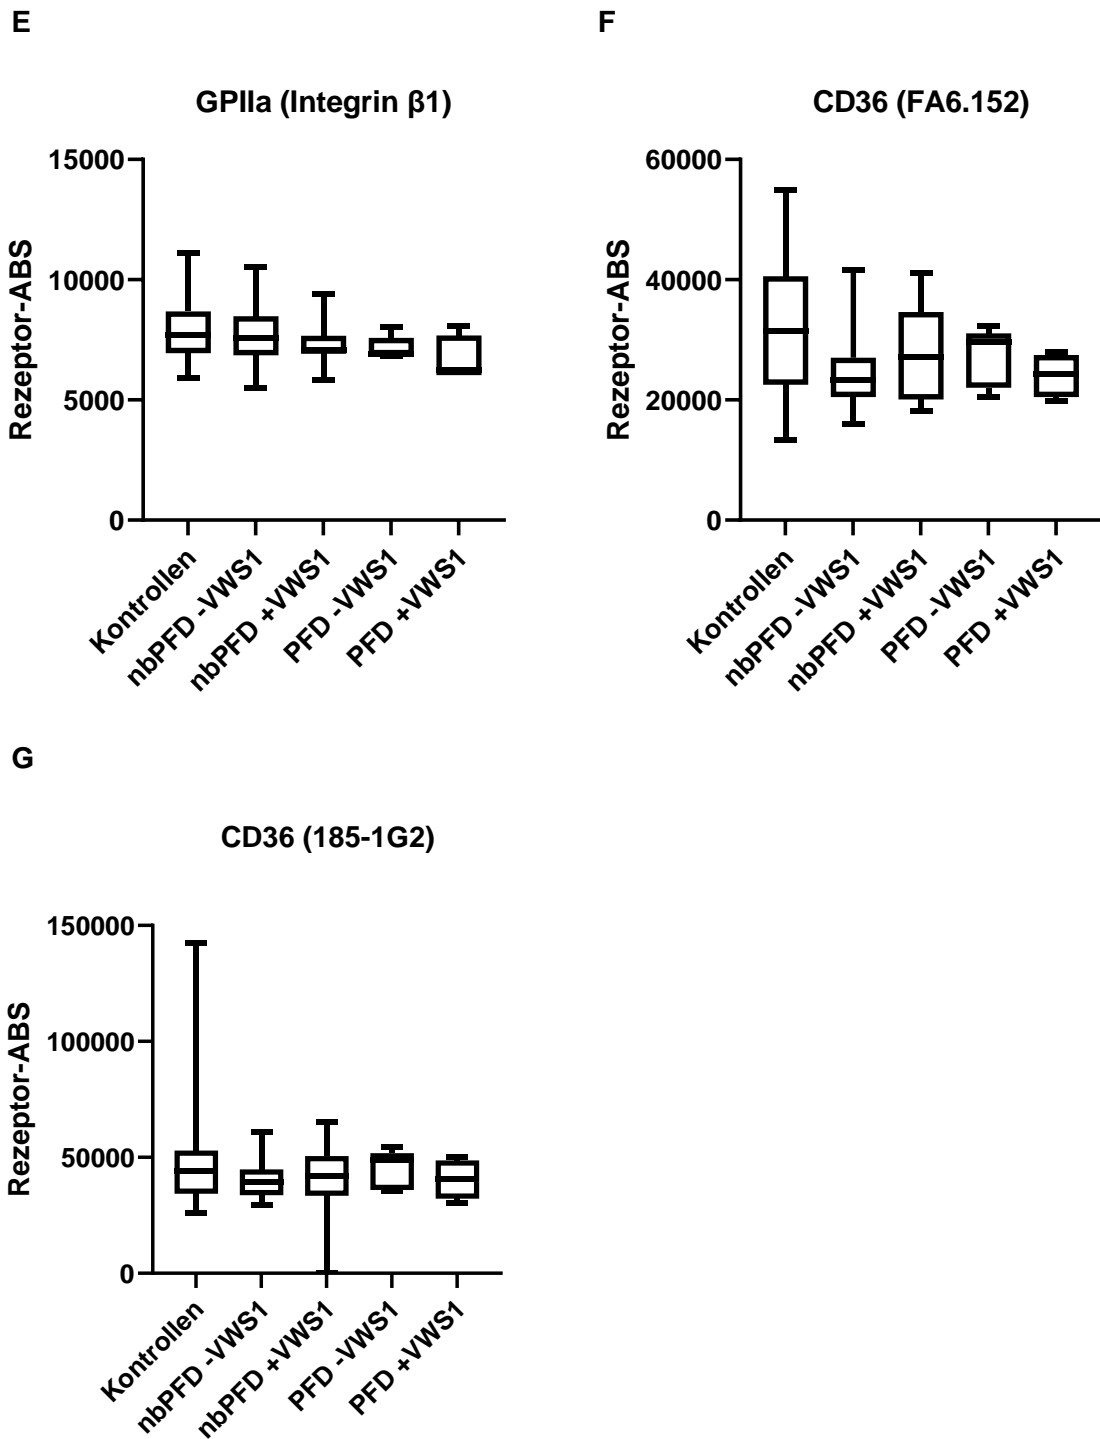 E
GPIIa (Integrin β1)
Rezeptor-ABS
15000
10000
5000
0
Kontrollen
nbPFD -VWS1
nbPFD +VWS1
PFD -VWS1
PFD +VWS1
F
CD36 (FA6.152)
Rezeptor-ABS
60000
40000
20000
0
Kontrollen
nbPFD -VWS1
nbPFD +VWS1
PFD -VWS1
PFD +VWS1
G
CD36 (185-1G2)
Rezeptor-ABS
150000
100000
50000
0
Kontrollen
nbPFD -VWS1
nbPFD +VWS1
PFD -VWS1
PFD +VWS1